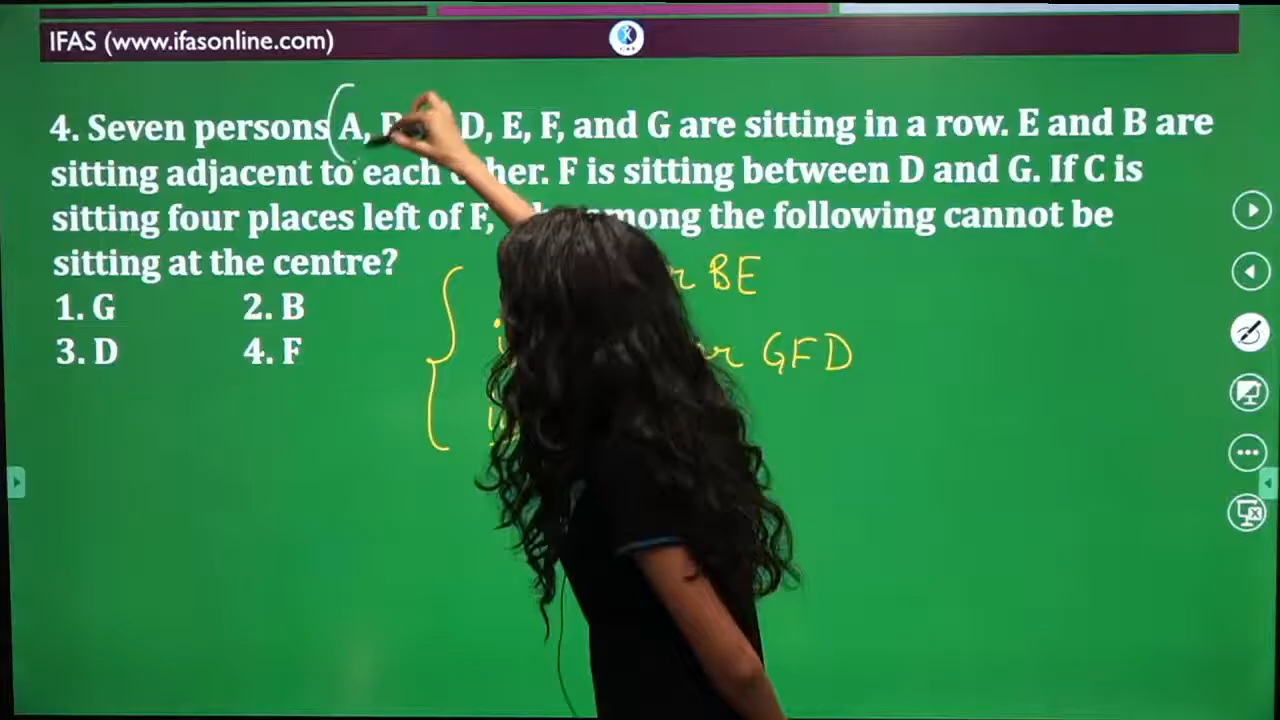 IFAS (www.ifasonline.com)
4. Seven persons (A, D, E, F, and G are sitting in a row. E and B are
sitting adjacent to each other. F is sitting between D and G. If C is
sitting four places left of F, among the following cannot be
sitting at the centre?
BE
1. G 2. B
GFD
3. D 4. F